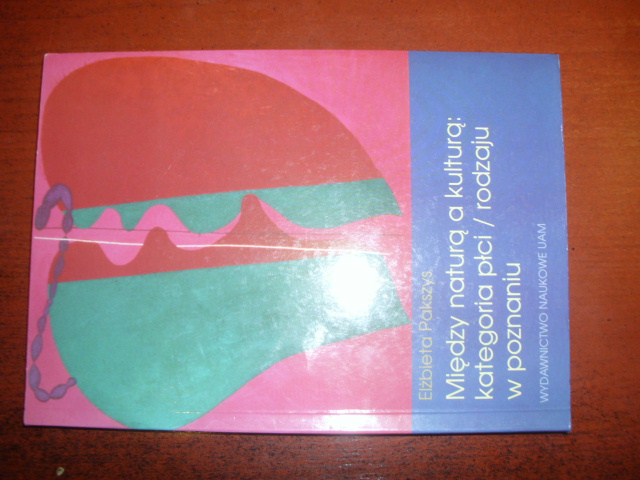 Elżbieta Pakszys
Między naturą a kulturą:
kategoria płci / rodzaju
w poznaniu
WYDAWNICTWO NAUKOWE UAM